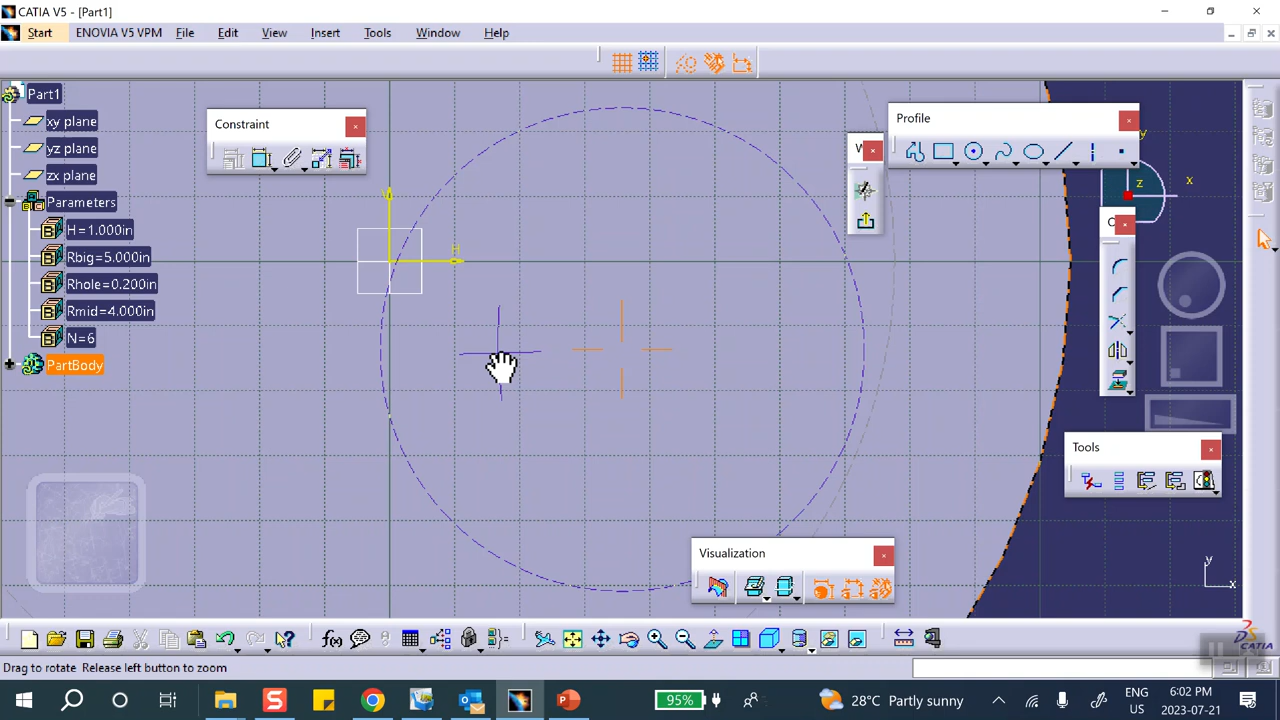 CATIA V5 - [Part1]
Start ENOVIA V5 VPM File Edit View Insert Tools Window Help
Part1
xy plane
yz plane
zx plane
Parameters
H=1.000in
Rbig=5.000in
Rhole=0.200in
Rmid=4.000in
N=6
PartBody
Constraint
H
Profile
y
z
x
Tools
Visualization
y
x
f(x)
CATIA
Drag to rotate. Release left button to zoom
95%
28°C Partly sunny
ENG
US
6:02 PM
2023-07-21